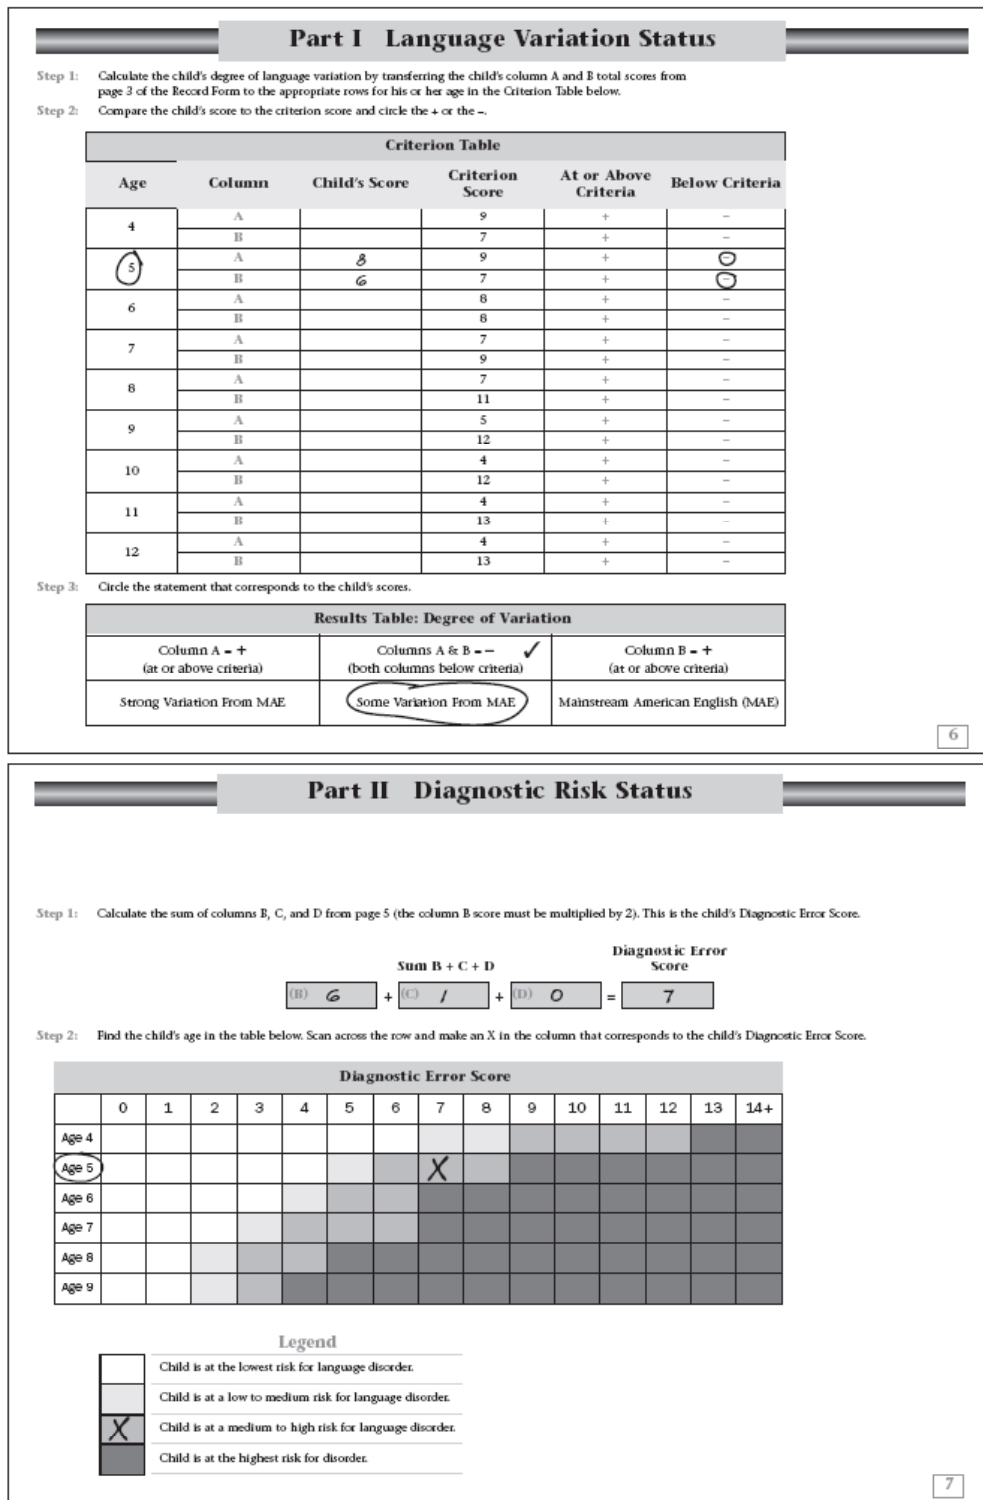 Part I Language Variation Status
Step 1: Calculate the child's degree of language variation by transferring the child's column A and B total scores from
page 3 of the Record Form to the appropriate rows for his or her age in the Criterion Table below.
Step 2: Compare the child's score to the criterion score and circle the + or the –.
Criterion Table
Age Column Child's Score Criterion Score At or Above Criteria Below Criteria
4 A 9 + –
B 7 + –
5 A 8 9 + –
B 6 7 + –
6 A 8 + –
B 8 + –
7 A 7 + –
B 9 + –
8 A 7 + –
B 11 + –
9 A 5 + –
B 12 + –
10 A 4 + –
B 12 + –
11 A 4 + –
B 13 + –
12 A 4 + –
B 13 + –
Step 3: Circle the statement that corresponds to the child's scores.
Results Table: Degree of Variation
Column A = + Columns A & B = – ✓ Column B = +
(at or above criteria) (both columns below criteria) (at or above criteria)
Strong Variation From MAE Some Variation From MAE Mainstream American English (MAE)
6
Part II Diagnostic Risk Status
Step 1: Calculate the sum of columns B, C, and D from page 5 (the column B score must be multiplied by 2). This is the child's Diagnostic Error Score.
Sum B + C + D Diagnostic Error Score
(B) 6 + (C) 1 + (D) 0 = 7
Step 2: Find the child's age in the table below. Scan across the row and make an X in the column that corresponds to the child's Diagnostic Error Score.
Diagnostic Error Score
0 1 2 3 4 5 6 7 8 9 10 11 12 13 14+
Age 4
Age 5 X
Age 6
Age 7
Age 8
Age 9
Legend
Child is at the lowest risk for language disorder.
Child is at a low to medium risk for language disorder.
X Child is at a medium to high risk for language disorder.
Child is at the highest risk for disorder.
7